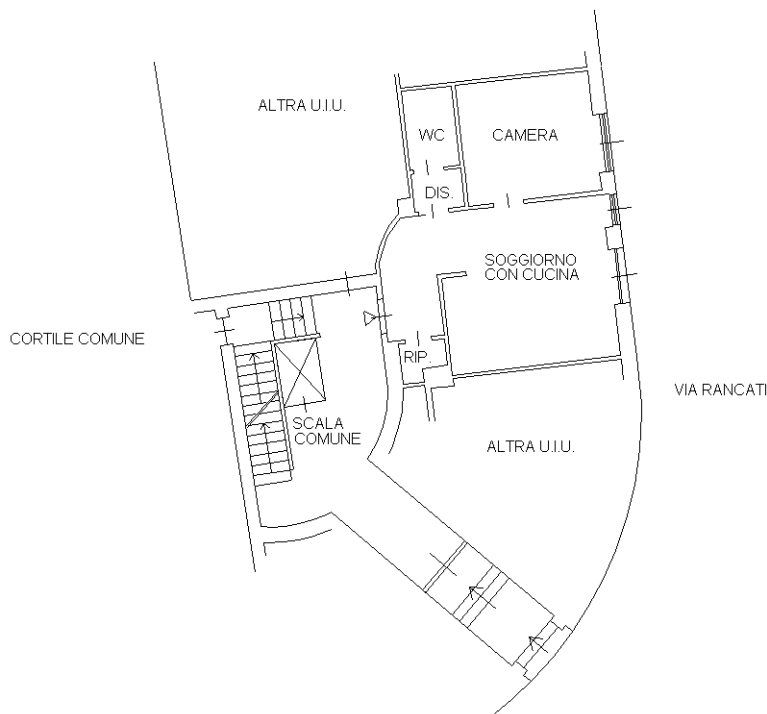 ALTRA U.I.U.
WC
CAMERA
DIS.
SOGGIORNO
CON CUCINA
CORTILE COMUNE
RIP.
VIA RANCATI
SCALA
COMUNE
ALTRA U.I.U.